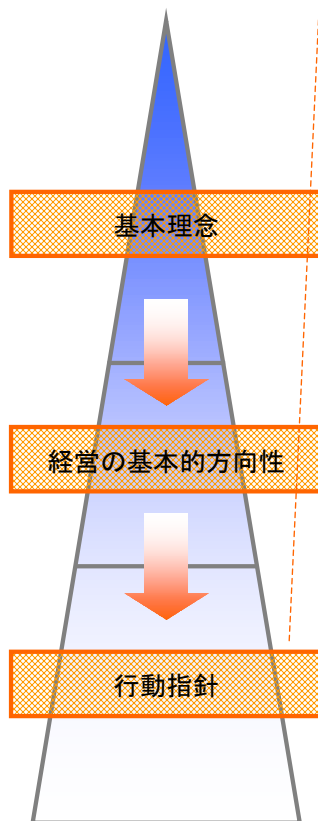 基本理念
経営の基本的方向性
行動指針